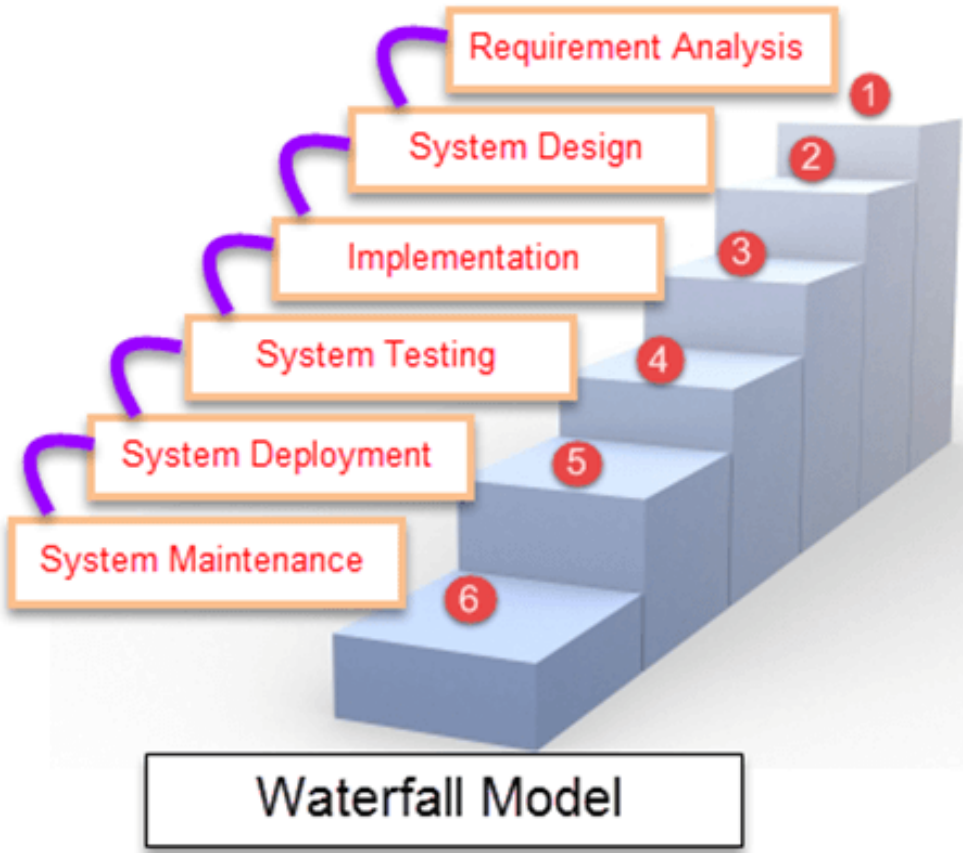 Requirement Analysis
1
System Design
2
Implementation
3
System Testing
4
System Deployment
5
System Maintenance
6
Waterfall Model